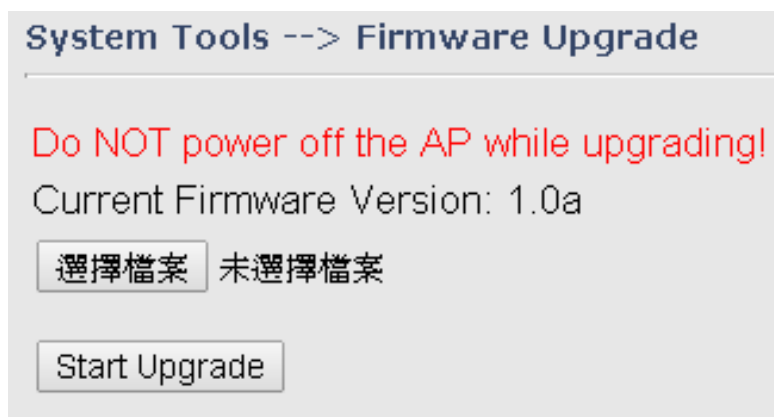 System Tools --> Firmware Upgrade
Do NOT power off the AP while upgrading!
Current Firmware Version: 1.0a
選擇檔案 未選擇檔案
Start Upgrade